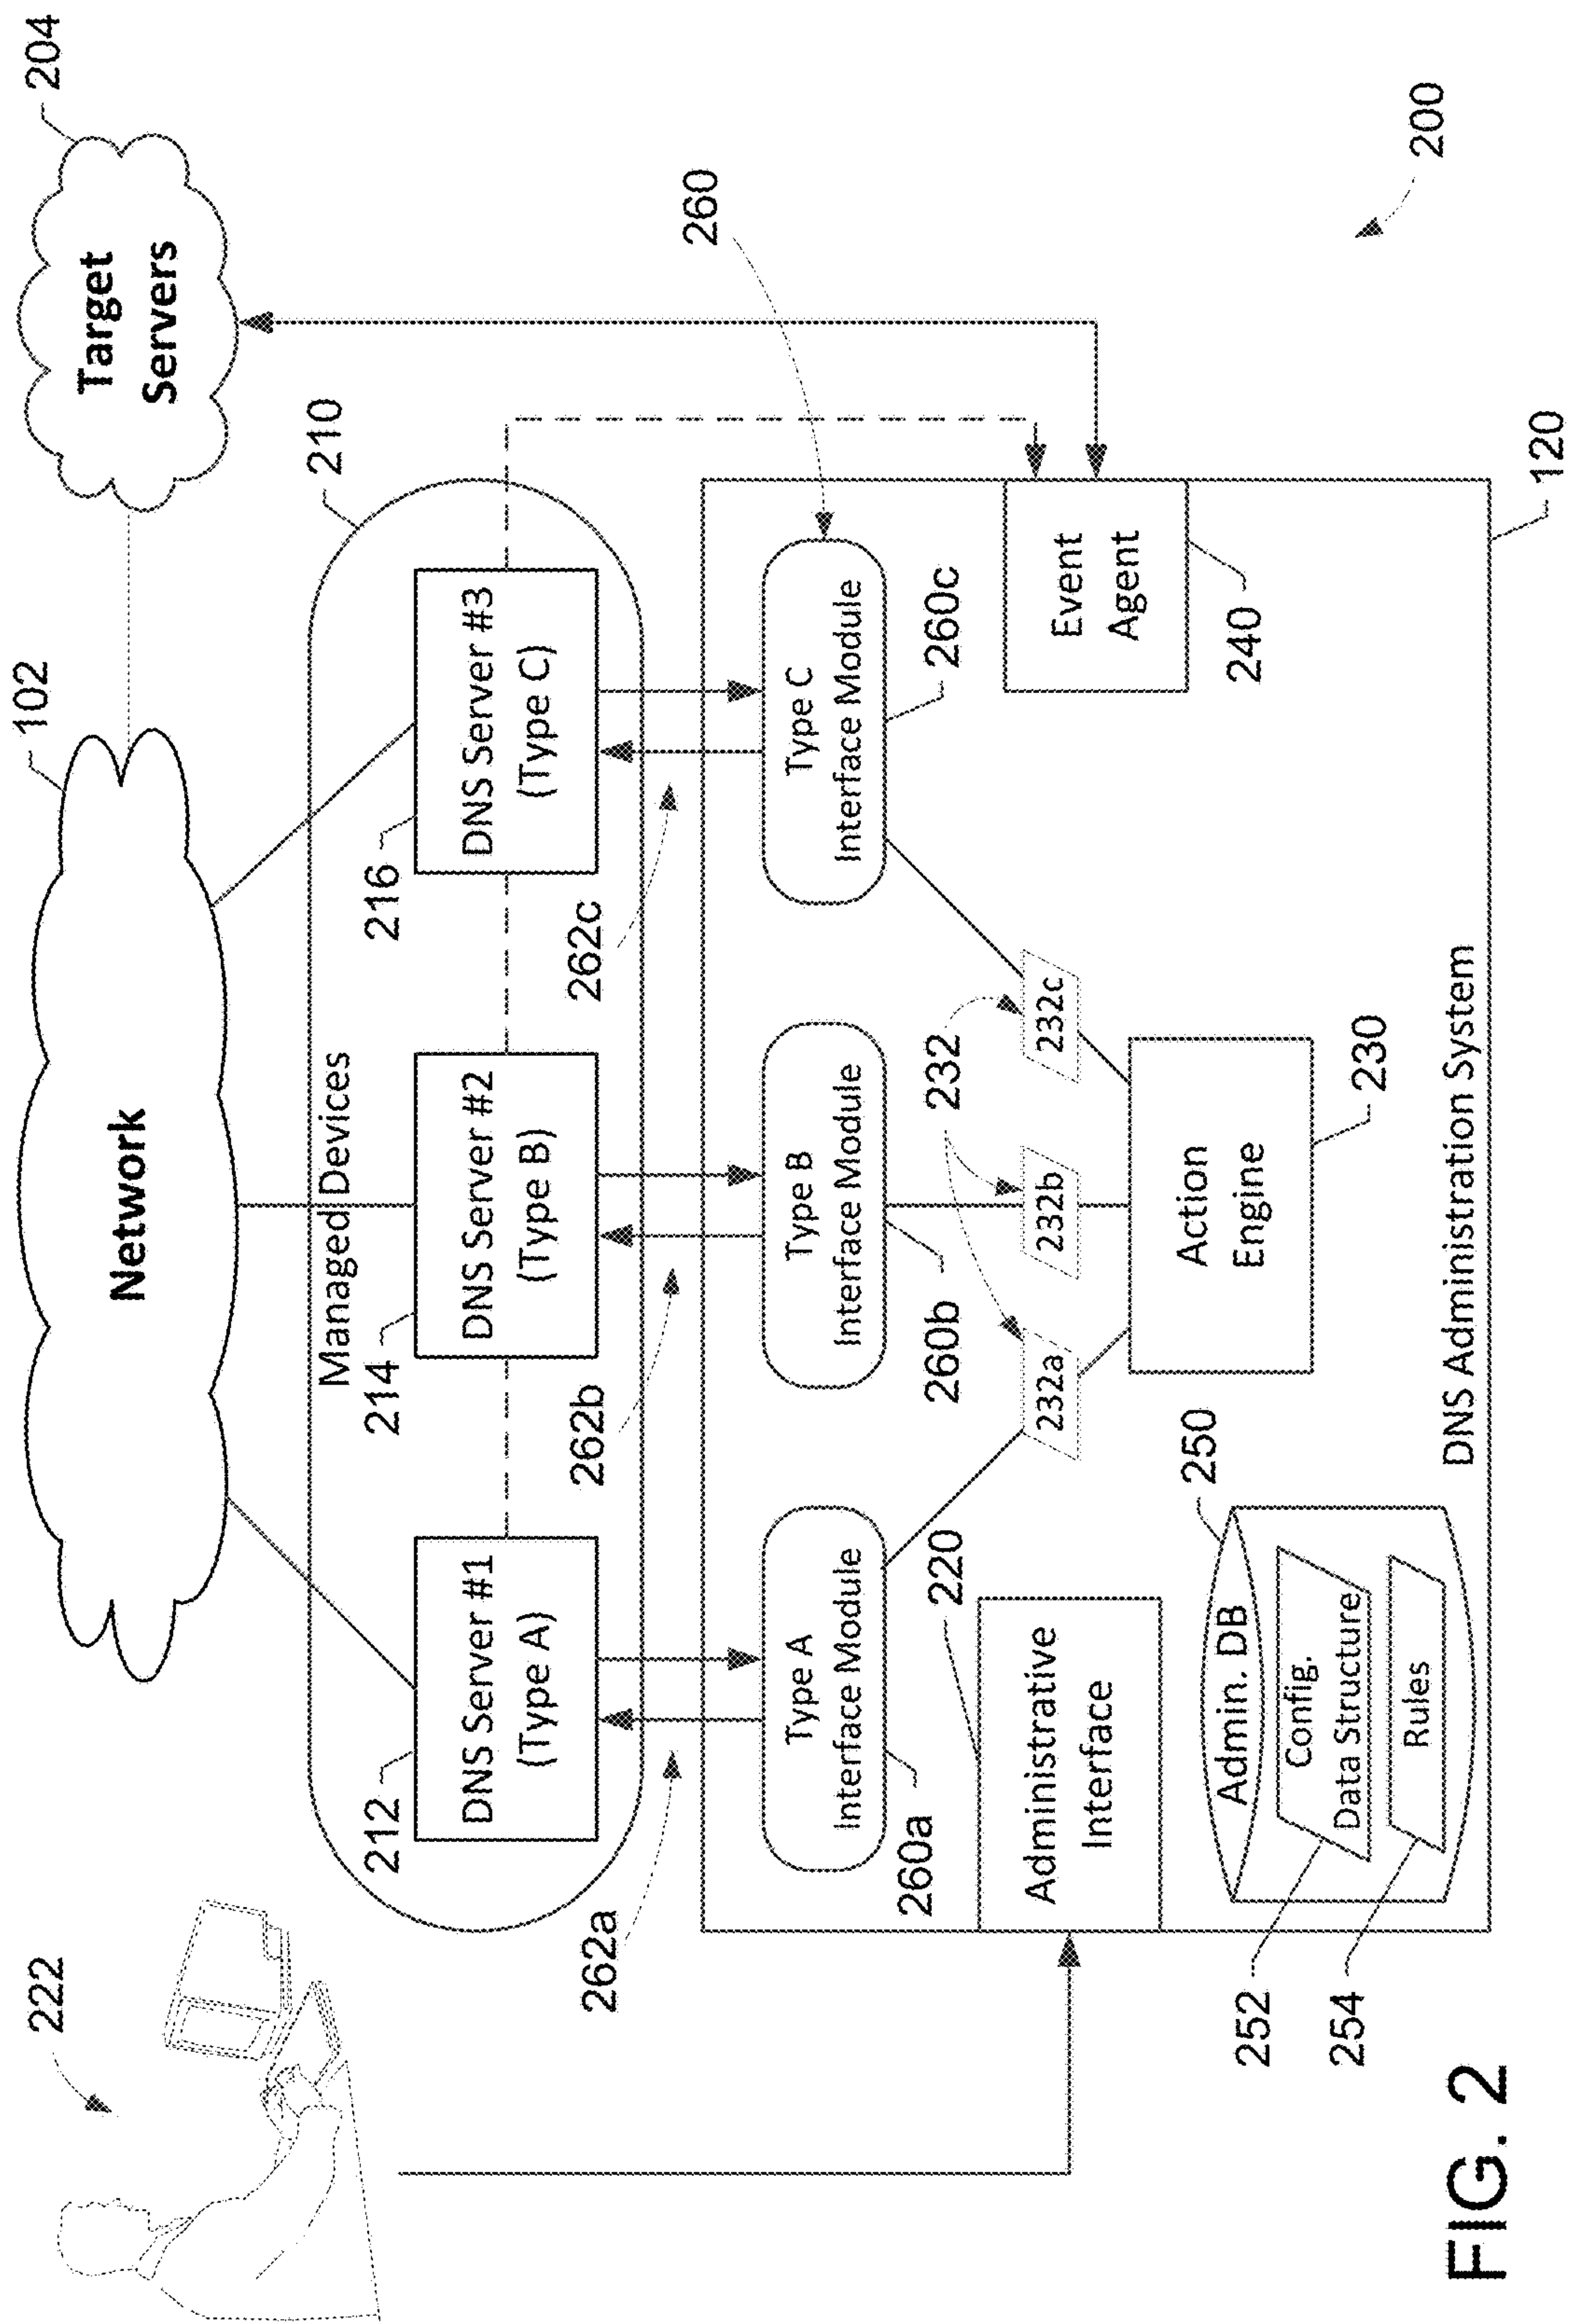 222
102
204
Network
Target
Servers
210
Managed Devices
212
214
216
DNS Server #1
(Type A)
DNS Server #2
(Type B)
DNS Server #3
(Type C)
262a
262b
262c
260
Type A
Interface Module
Type B
Interface Module
Type C
Interface Module
260a
260b
260c
220
232
232a
232b
232c
Administrative
Interface
Event
Agent
240
250
Action
Engine
230
Admin. DB
Config.
Data Structure
Rules
252
254
DNS Administration System
120
200
FIG. 2